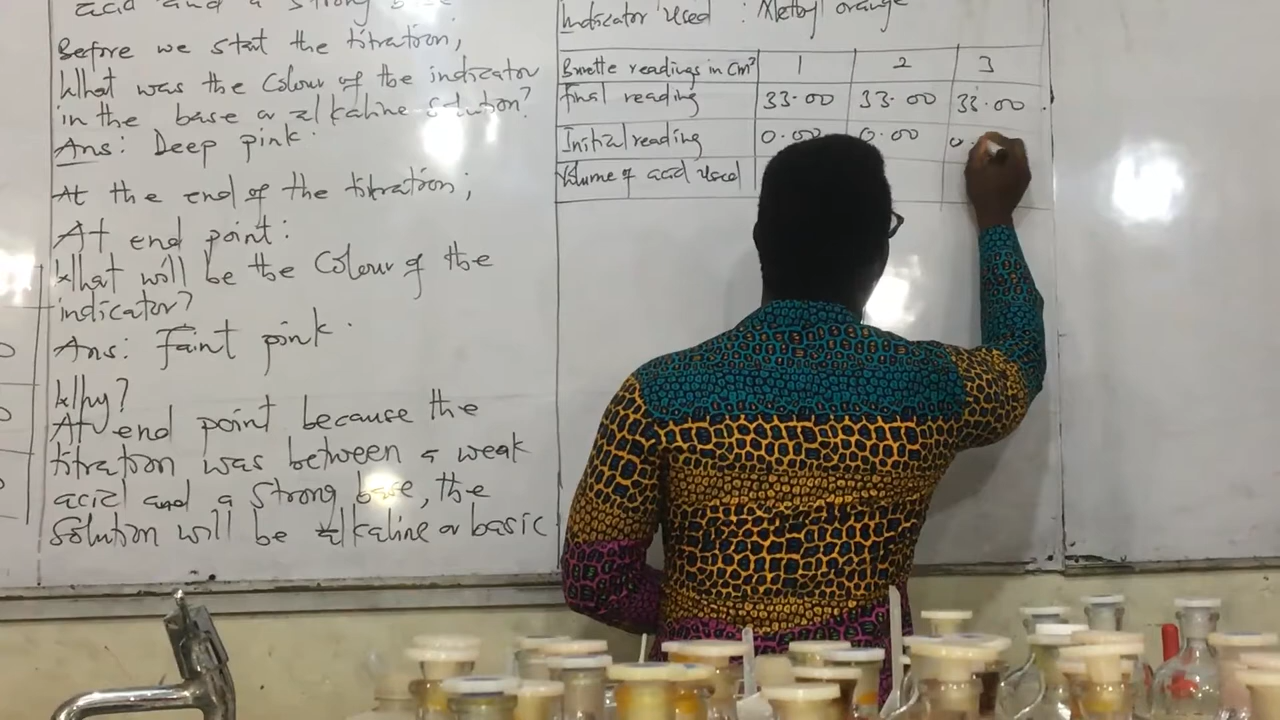 acid and a strong base
Before we start the titration;
What was the colour of the indicator
in the base or alkaline solution?
Ans: Deep pink.
At the end of the titration;
At end point:
What will be the Colour of the
indicator?
Ans: Faint pink.
Why?
At end point because the
titration was between a weak
acid and a strong base, the
Solution will be alkaline or basic
Indicator Used : Methyl orange
Burette readings in cm³ 1 2 3
final reading 33.00 33.00 33.00
Initial reading 0.00 0.00 0.
Volume of acid used